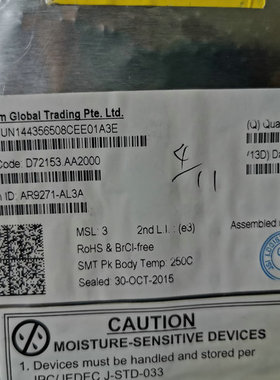 m Global Trading Pte. Ltd.
UN144356508CEE01A3E
(Q) Qua
Code: D72153.AA2000
4/11
(13D) Da
ID: AR9271-AL3A
MSL: 3 2nd L.I. : (e3)
Assembled
RoHS & BrCl-free
SMT Pk Body Temp: 250C
Sealed 30-OCT-2015
CAUTION
MOISTURE-SENSITIVE DEVICES
1. Devices must be handled and stored per
IPC/JEDEC J-STD-033